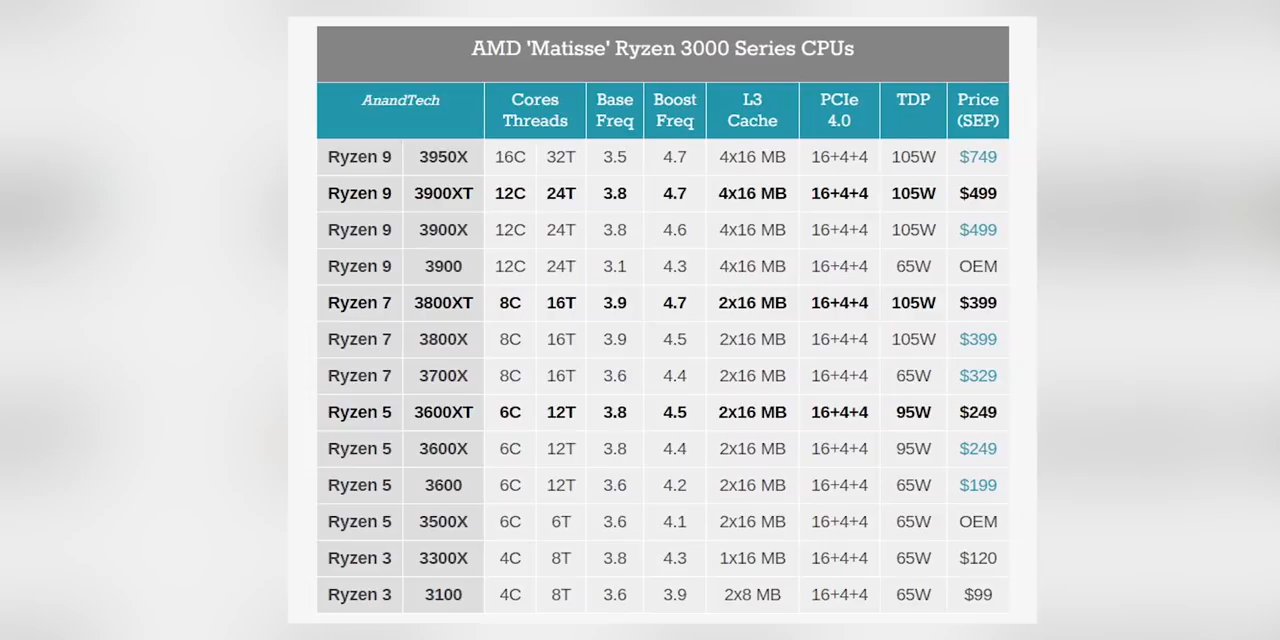 AMD 'Matisse' Ryzen 3000 Series CPUs
AnandTech Cores Threads Base Freq Boost Freq L3 Cache PCIe 4.0 TDP Price (SEP)
Ryzen 9 3950X 16C 32T 3.5 4.7 4x16 MB 16+4+4 105W $749
Ryzen 9 3900XT 12C 24T 3.8 4.7 4x16 MB 16+4+4 105W $499
Ryzen 9 3900X 12C 24T 3.8 4.6 4x16 MB 16+4+4 105W $499
Ryzen 9 3900 12C 24T 3.1 4.3 4x16 MB 16+4+4 65W OEM
Ryzen 7 3800XT 8C 16T 3.9 4.7 2x16 MB 16+4+4 105W $399
Ryzen 7 3800X 8C 16T 3.9 4.5 2x16 MB 16+4+4 105W $399
Ryzen 7 3700X 8C 16T 3.6 4.4 2x16 MB 16+4+4 65W $329
Ryzen 5 3600XT 6C 12T 3.8 4.5 2x16 MB 16+4+4 95W $249
Ryzen 5 3600X 6C 12T 3.8 4.4 2x16 MB 16+4+4 95W $249
Ryzen 5 3600 6C 12T 3.6 4.2 2x16 MB 16+4+4 65W $199
Ryzen 5 3500X 6C 6T 3.6 4.1 2x16 MB 16+4+4 65W OEM
Ryzen 3 3300X 4C 8T 3.8 4.3 1x16 MB 16+4+4 65W $120
Ryzen 3 3100 4C 8T 3.6 3.9 2x8 MB 16+4+4 65W $99